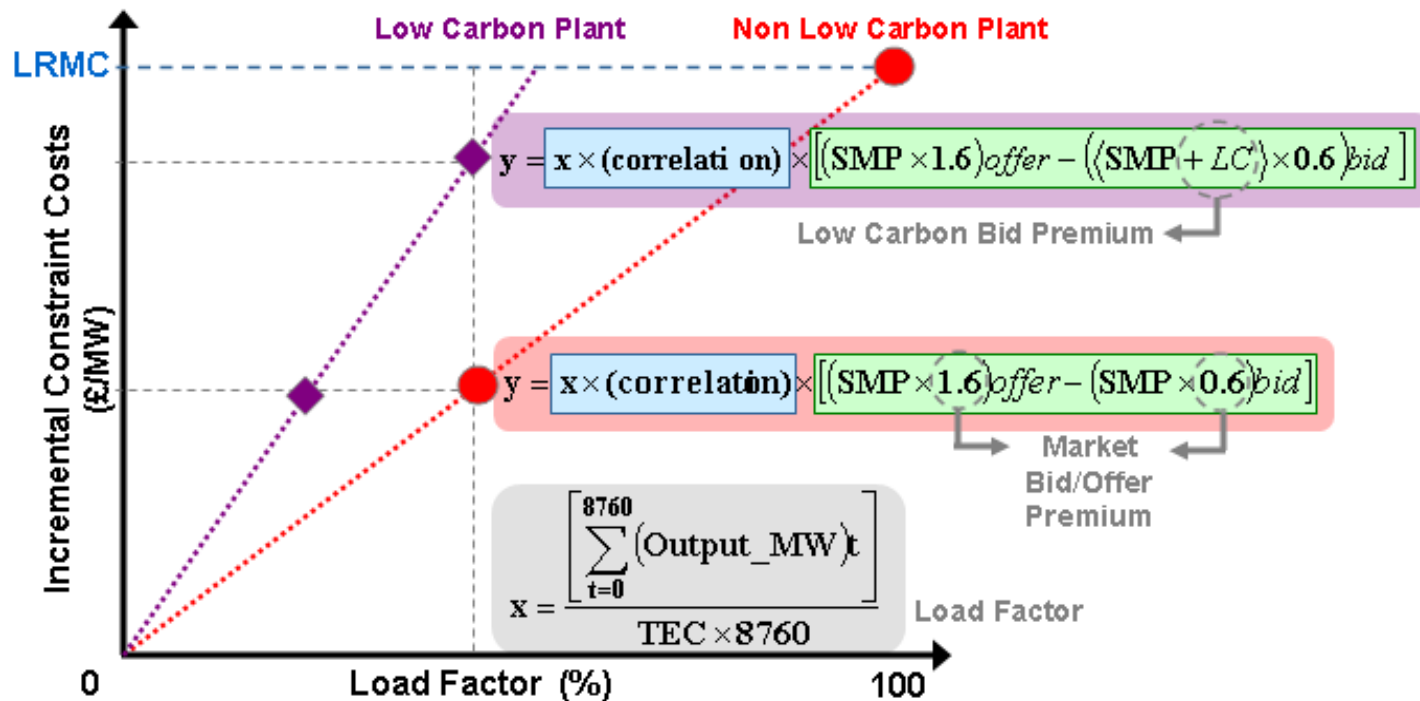 Low Carbon Plant
Non Low Carbon Plant
LRMC
Incremental Constraint Costs
(£/MW)
y = x × (correlati on) × [(SMP × 1.6)offer − (⟨SMP + LC⟩ × 0.6)bid ]
Low Carbon Bid Premium
y = x × (correlation) × [(SMP × 1.6)offer − (SMP × 0.6)bid]
Market
Bid/Offer
Premium
x = [ 8760 ∑ t=0 (Output_MW)t ] / TEC × 8760
Load Factor
0
Load Factor (%)
100